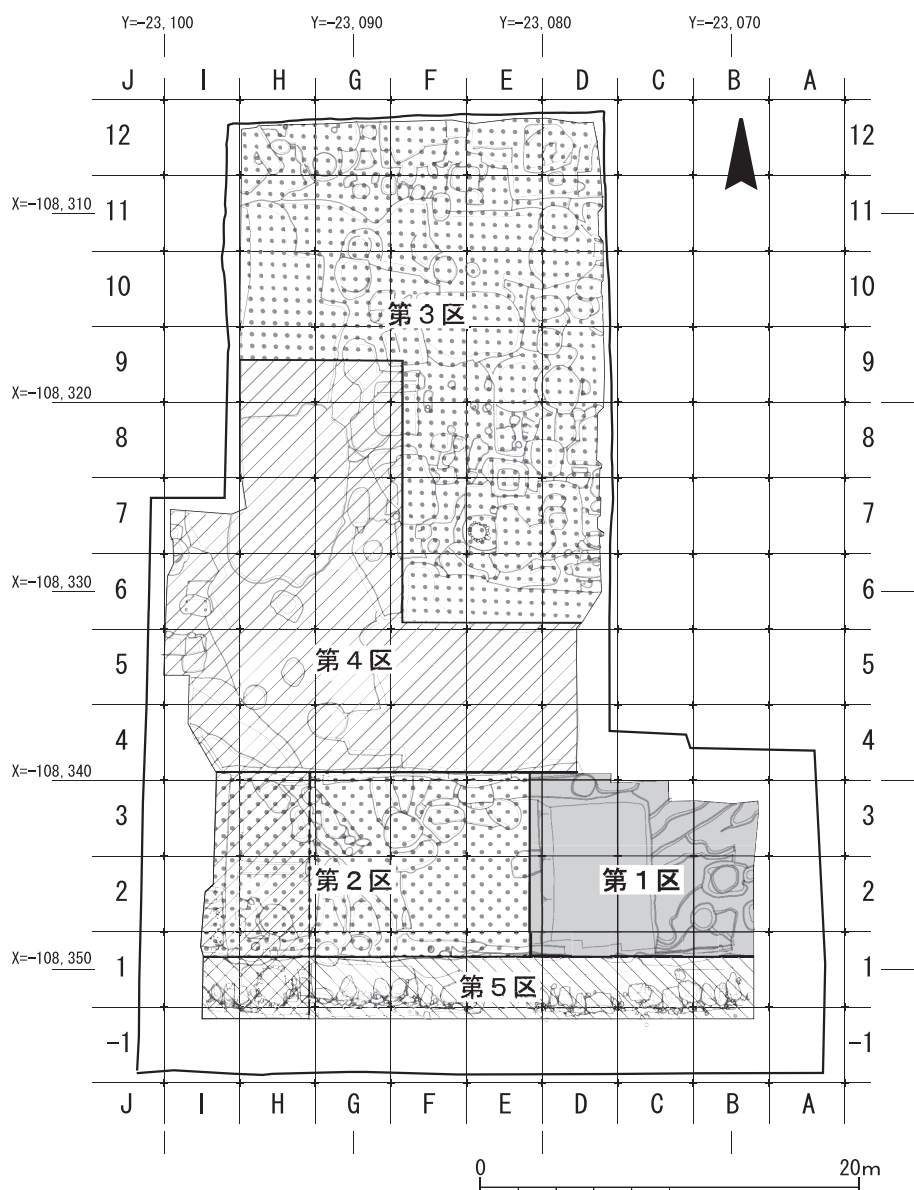 Y=-23,100 Y=-23,090 Y=-23,080 Y=-23,070
J I H G F E D C B A
12 12
X=-108,310 11 11
10 10
第3区
9 9
X=-108,320
8 8
7 7
X=-108,330 6 6
5 第4区 5
4 4
X=-108,340
3 3
2 第2区 第1区 2
X=-108,350 1 1
第5区
-1 -1
J I H G F E D C B A
0 20m